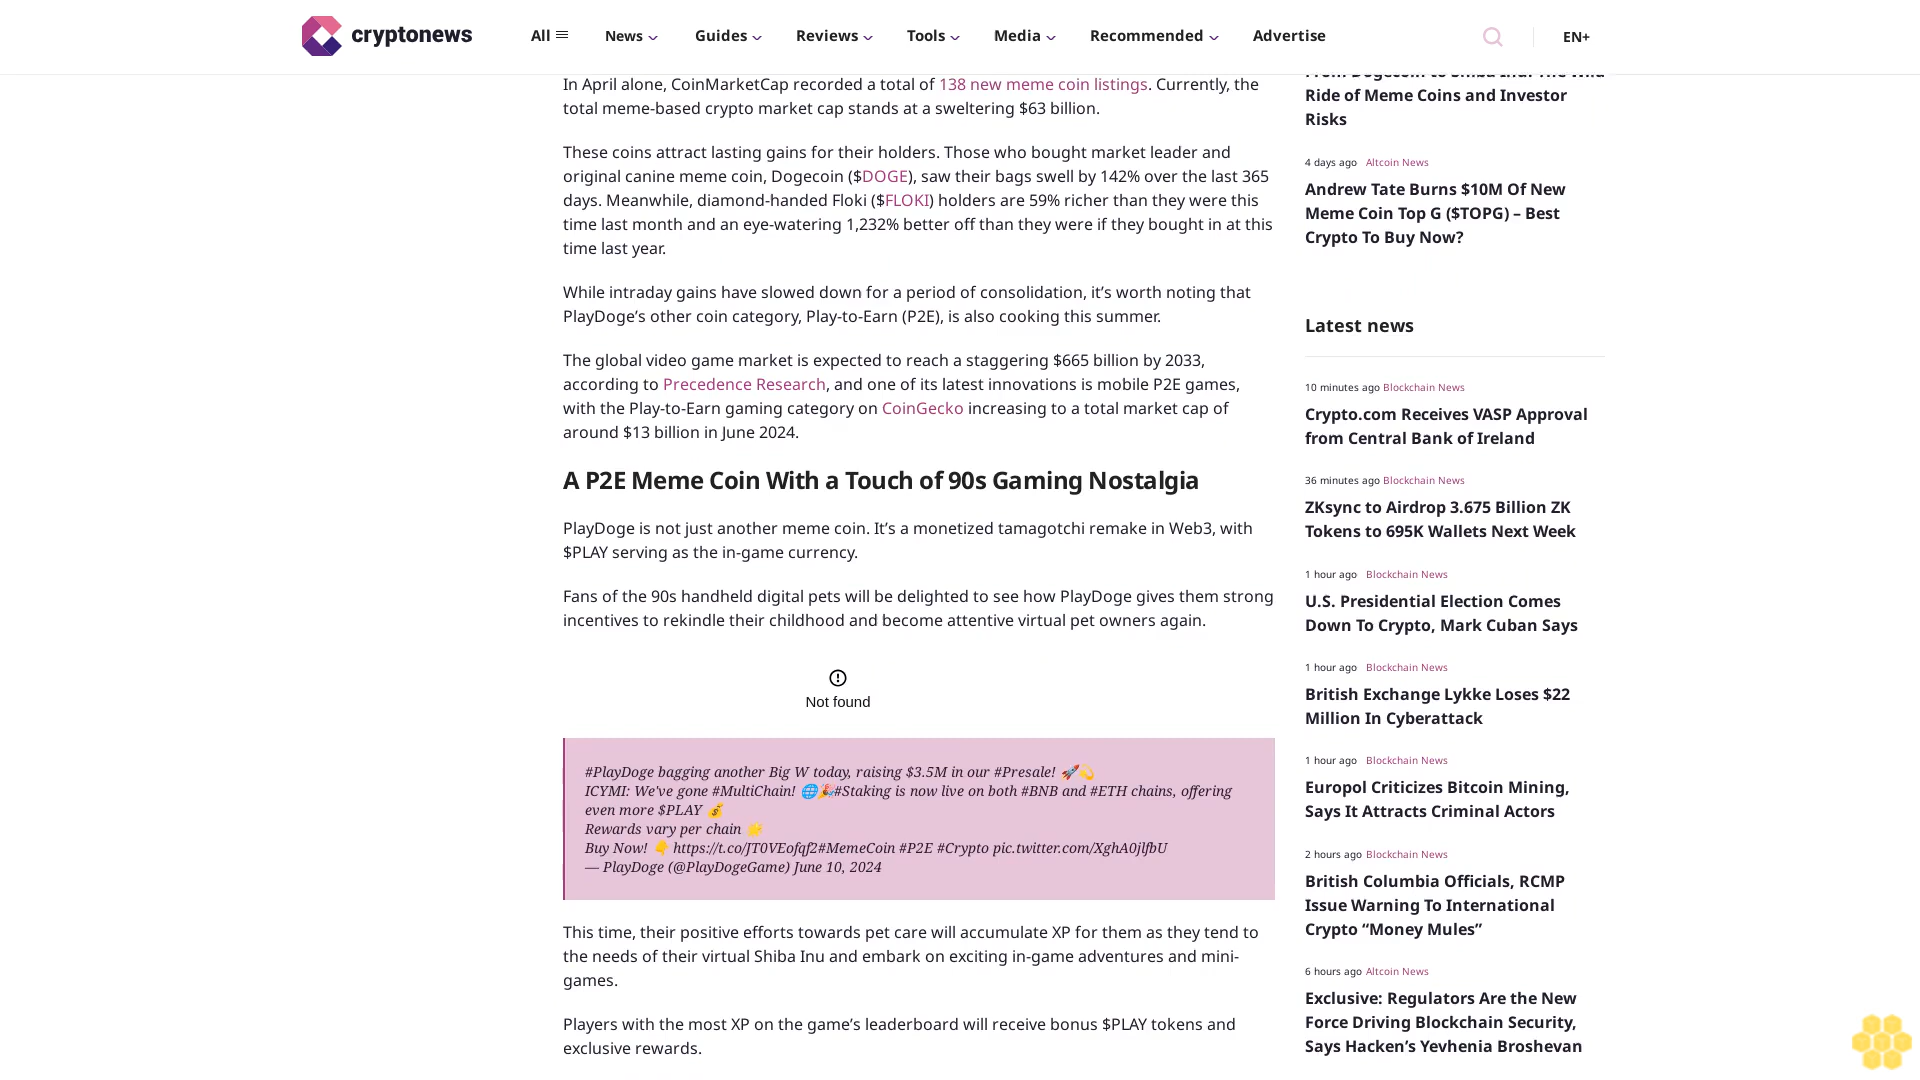 cryptonews
All
News
Guides
Reviews
Tools
Media
Recommended
Advertise
EN+
In April alone, CoinMarketCap recorded a total of 138 new meme coin listings. Currently, the
total meme-based crypto market cap stands at a sweltering $63 billion.
These coins attract lasting gains for their holders. Those who bought market leader and
original canine meme coin, Dogecoin ($DOGE), saw their bags swell by 142% over the last 365
days. Meanwhile, diamond-handed Floki ($FLOKI) holders are 59% richer than they were this
time last month and an eye-watering 1,232% better off than they were if they bought in at this
time last year.
While intraday gains have slowed down for a period of consolidation, it’s worth noting that
PlayDoge’s other coin category, Play-to-Earn (P2E), is also cooking this summer.
The global video game market is expected to reach a staggering $665 billion by 2033,
according to Precedence Research, and one of its latest innovations is mobile P2E games,
with the Play-to-Earn gaming category on CoinGecko increasing to a total market cap of
around $13 billion in June 2024.
A P2E Meme Coin With a Touch of 90s Gaming Nostalgia
PlayDoge is not just another meme coin. It’s a monetized tamagotchi remake in Web3, with
$PLAY serving as the in-game currency.
Fans of the 90s handheld digital pets will be delighted to see how PlayDoge gives them strong
incentives to rekindle their childhood and become attentive virtual pet owners again.
Not found
#PlayDoge bagging another Big W today, raising $3.5M in our #Presale! 🚀💫
ICYMI: We've gone #MultiChain! 🌐🎉#Staking is now live on both #BNB and #ETH chains, offering
even more $PLAY 💰
Rewards vary per chain 🌟
Buy Now! 👇 https://t.co/JT0VEofqf2#MemeCoin #P2E #Crypto pic.twitter.com/XghA0jlfbU
— PlayDoge (@PlayDogeGame) June 10, 2024
This time, their positive efforts towards pet care will accumulate XP for them as they tend to
the needs of their virtual Shiba Inu and embark on exciting in-game adventures and mini-
games.
Players with the most XP on the game’s leaderboard will receive bonus $PLAY tokens and
exclusive rewards.
From Dogecoin to Shiba Inu: The Wild
Ride of Meme Coins and Investor
Risks
4 days ago Altcoin News
Andrew Tate Burns $10M Of New
Meme Coin Top G ($TOPG) – Best
Crypto To Buy Now?
Latest news
10 minutes ago Blockchain News
Crypto.com Receives VASP Approval
from Central Bank of Ireland
36 minutes ago Blockchain News
ZKsync to Airdrop 3.675 Billion ZK
Tokens to 695K Wallets Next Week
1 hour ago Blockchain News
U.S. Presidential Election Comes
Down To Crypto, Mark Cuban Says
1 hour ago Blockchain News
British Exchange Lykke Loses $22
Million In Cyberattack
1 hour ago Blockchain News
Europol Criticizes Bitcoin Mining,
Says It Attracts Criminal Actors
2 hours ago Blockchain News
British Columbia Officials, RCMP
Issue Warning To International
Crypto “Money Mules”
6 hours ago Altcoin News
Exclusive: Regulators Are the New
Force Driving Blockchain Security,
Says Hacken’s Yevhenia Broshevan